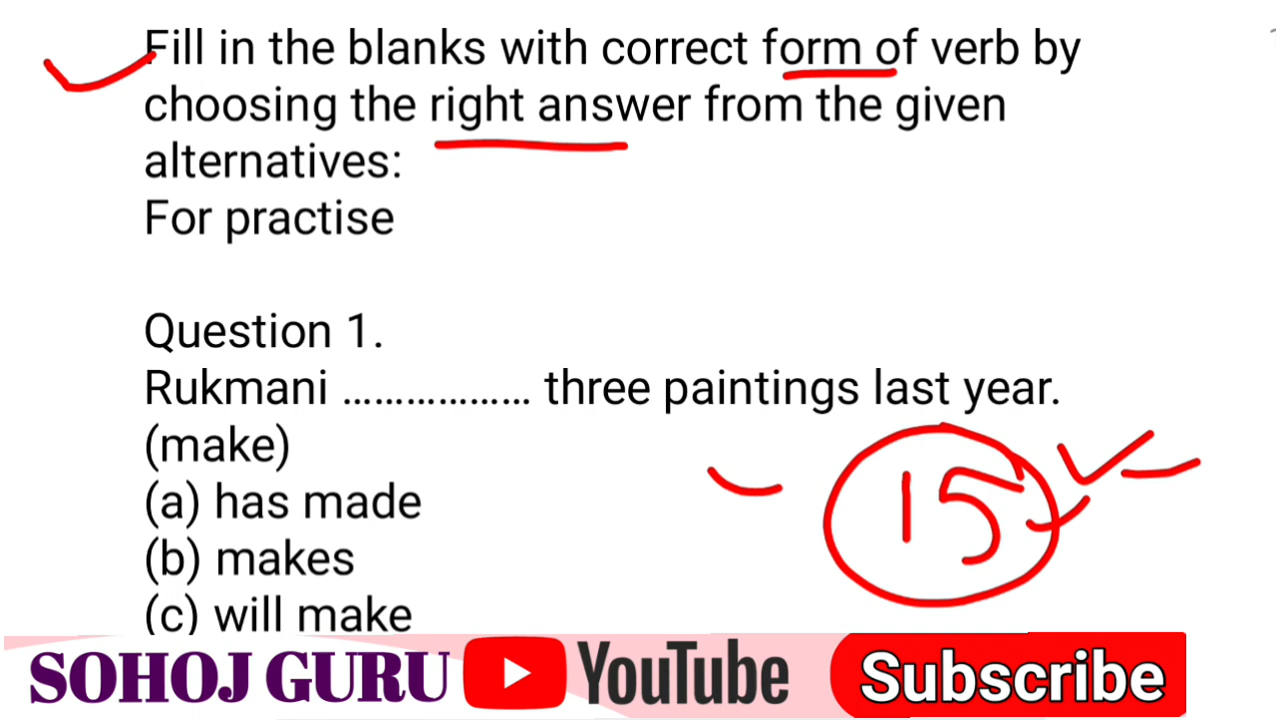 Fill in the blanks with correct form of verb by
choosing the right answer from the given
alternatives:
For practise
Question 1.
Rukmani .................. three paintings last year.
(make)
(a) has made
(b) makes
(c) will make
15
SOHOJ GURU YouTube Subscribe